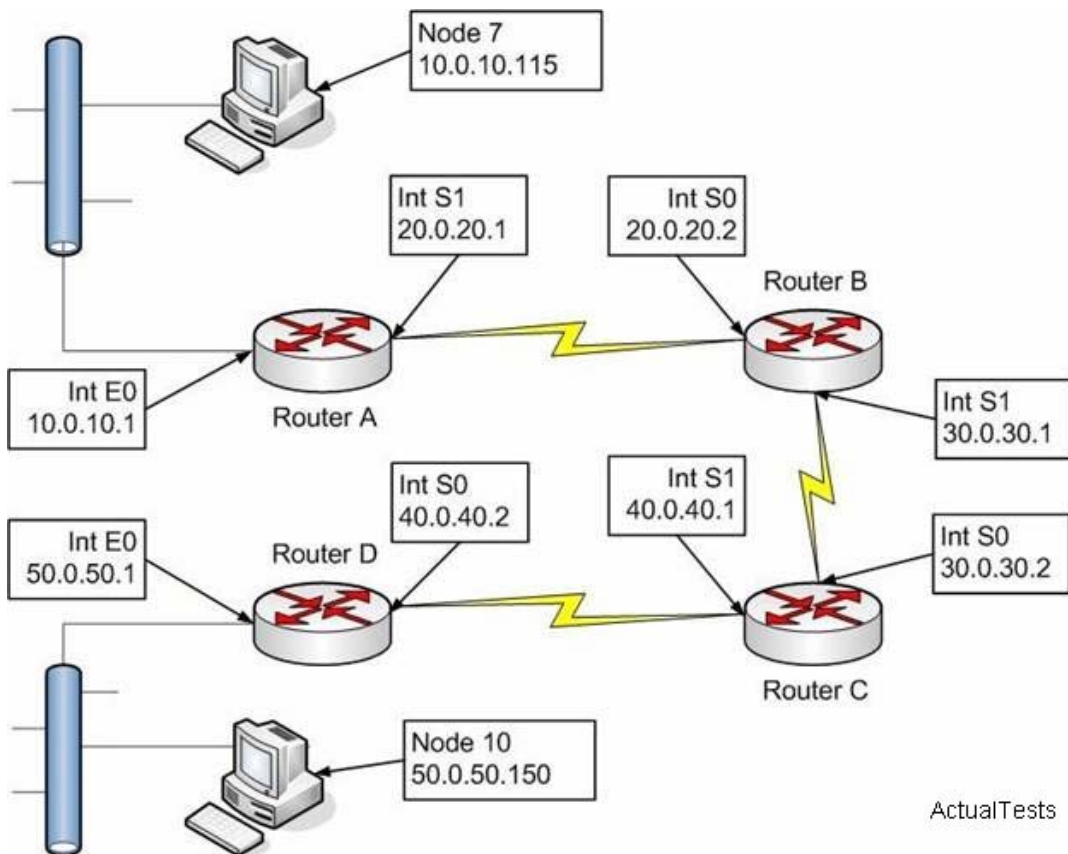 Node 7
10.0.10.115
Int S1
20.0.20.1
Int S0
20.0.20.2
Router B
Int E0
10.0.10.1
Router A
Int S1
30.0.30.1
Int S0
40.0.40.2
Int S1
40.0.40.1
Int E0
50.0.50.1
Router D
Int S0
30.0.30.2
Router C
Node 10
50.0.50.150
ActualTests